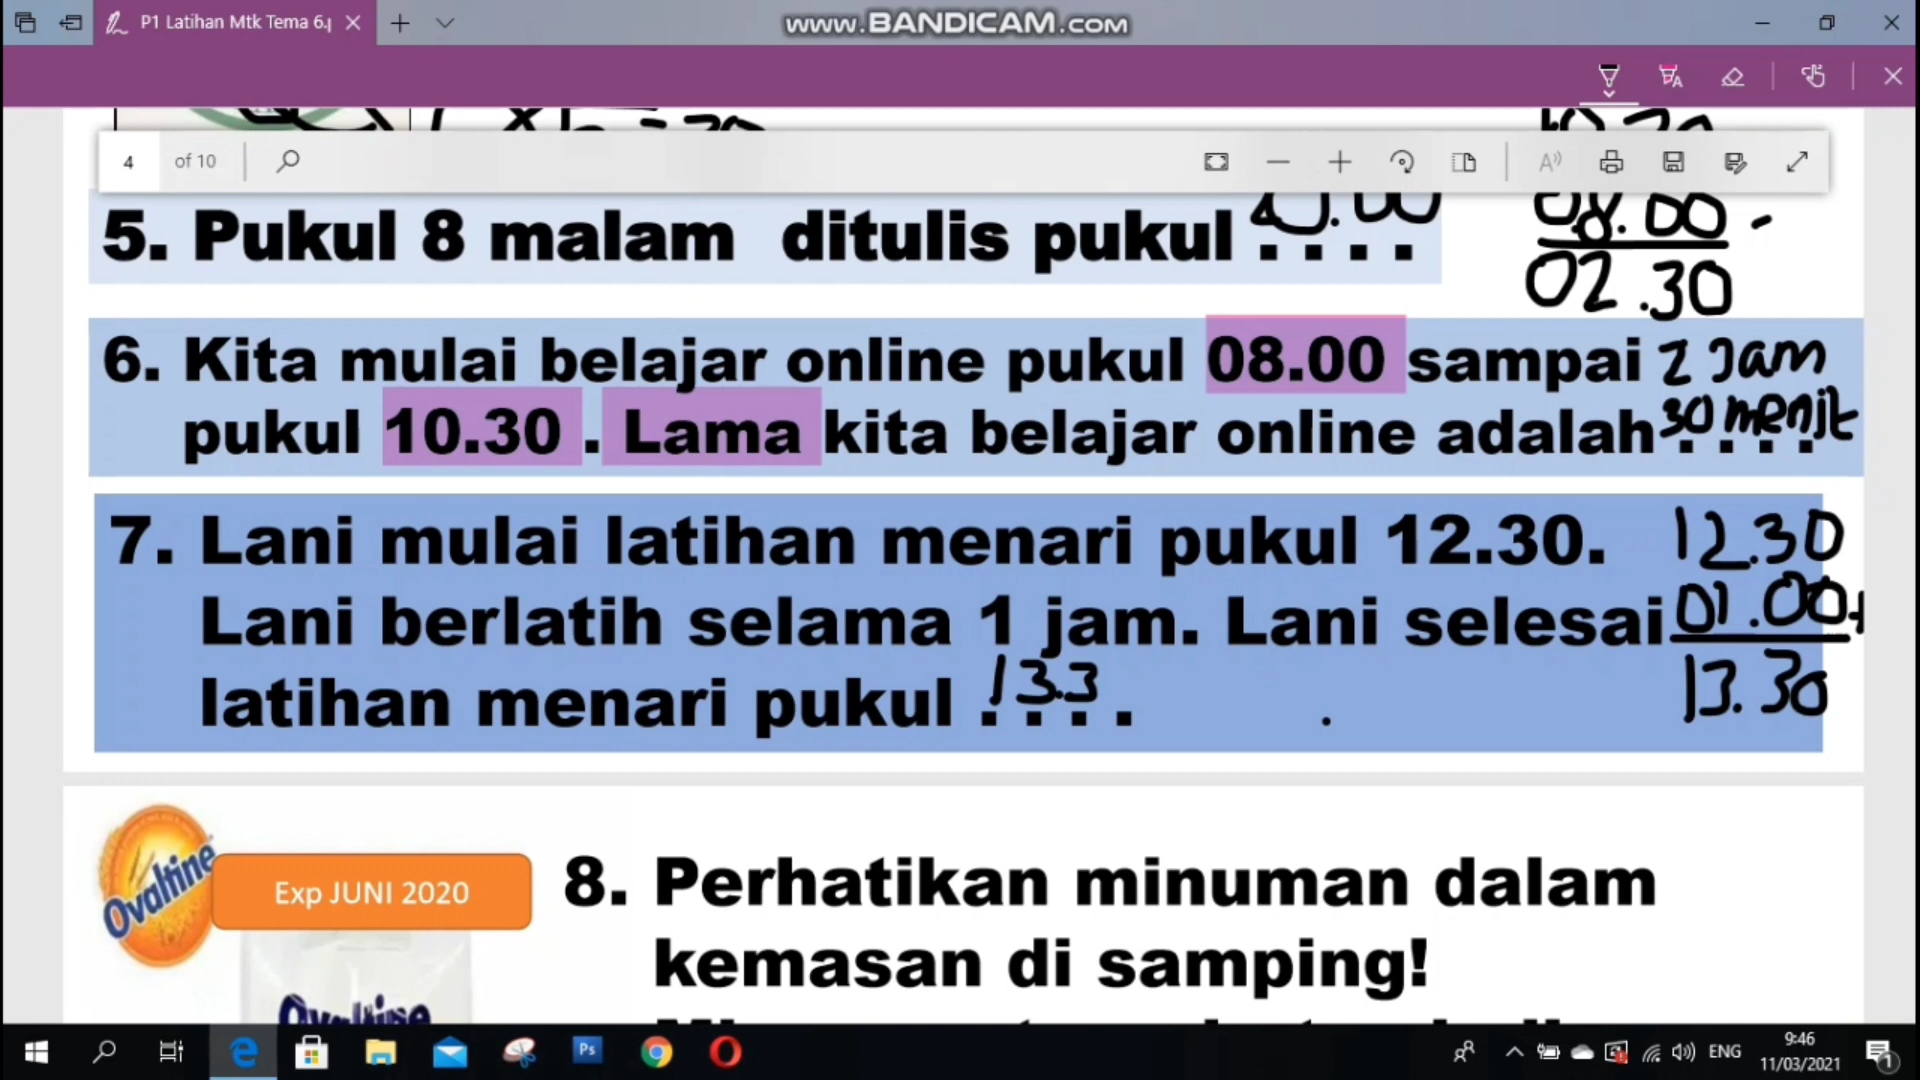 P1 Latihan Mtk Tema 6.p
www.BANDICAM.com
4 of 10
5. Pukul 8 malam ditulis pukul . . . .
08.00 -
02.30
6. Kita mulai belajar online pukul 08.00 sampai 2 Jam
pukul 10.30 . Lama kita belajar online adalah . . . . 30 menit
7. Lani mulai latihan menari pukul 12.30. 12.30
Lani berlatih selama 1 jam. Lani selesai 01.00 +
latihan menari pukul . . . . 13.3 13.30
Ovaltine
Exp JUNI 2020
8. Perhatikan minuman dalam
kemasan di samping!
Ovaltine
ENG
9:46
11/03/2021